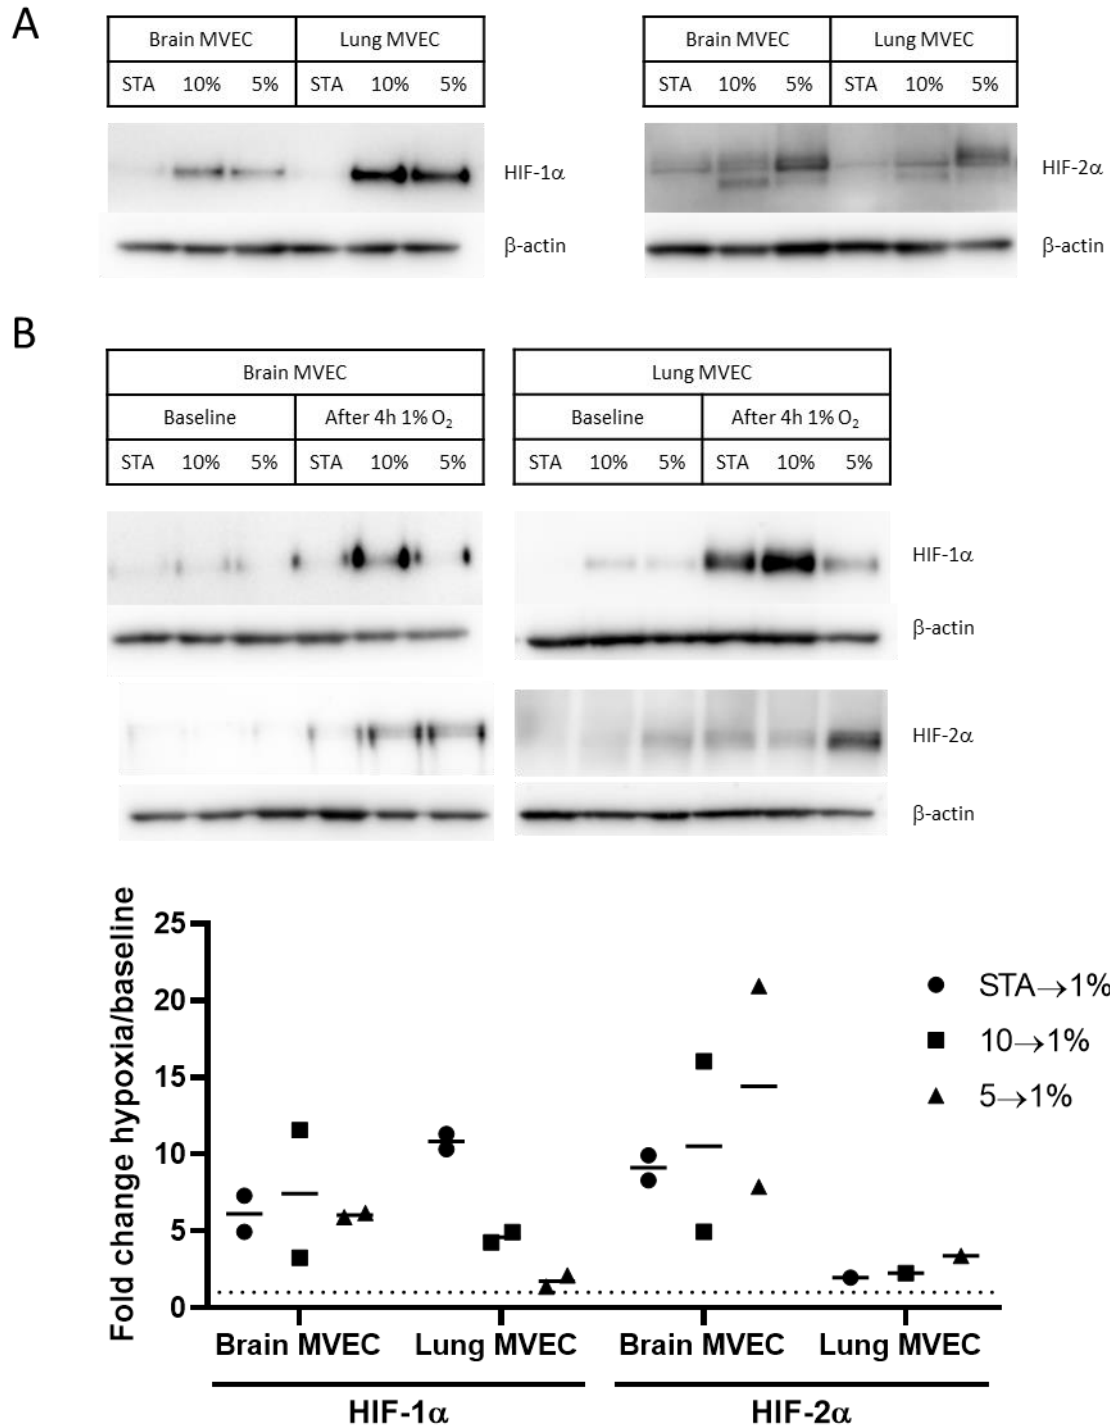 A
Brain MVEC Lung MVEC
STA 10% 5% STA 10% 5%
HIF-1α
β-actin
Brain MVEC Lung MVEC
STA 10% 5% STA 10% 5%
HIF-2α
β-actin
B
Brain MVEC
Baseline After 4h 1% O₂
STA 10% 5% STA 10% 5%
Lung MVEC
Baseline After 4h 1% O₂
STA 10% 5% STA 10% 5%
HIF-1α
β-actin
HIF-2α
β-actin
Fold change hypoxia/baseline
25
20
15
10
5
0
STA→1%
10→1%
5→1%
Brain MVEC Lung MVEC Brain MVEC Lung MVEC
HIF-1α HIF-2α